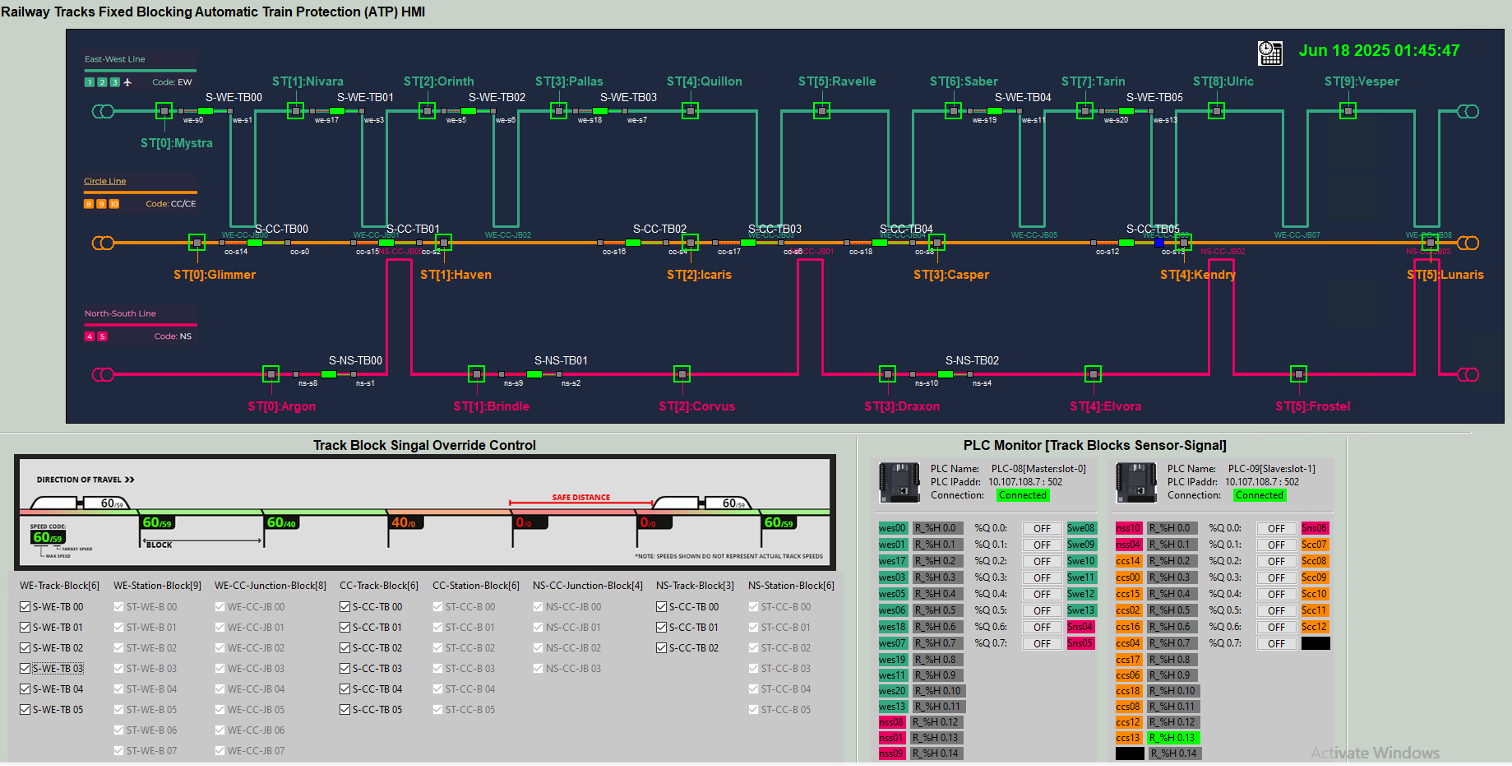 Railway Tracks Fixed Blocking Automatic Train Protection (ATP) HMI
Jun 18 2025 01:45:47
East-West Line
1 2 3 Code: EW
ST[1]:Nivara ST[2]:Orinth ST[3]:Pallas ST[4]:Quillon ST[5]:Ravelle ST[6]:Saber ST[7]:Tarin ST[8]:Ulric ST[9]:Vesper
S-WE-TB00 S-WE-TB01 S-WE-TB02 S-WE-TB03 S-WE-TB04 S-WE-TB05
we-s0 we-s1 we-s17 we-s3 we-s5 we-s6 we-s18 we-s7 we-s19 we-s11 we-s20 we-s13
ST[0]:Mystra
Circle Line
8 9 10 Code: CC/CE
S-CC-TB00 S-CC-TB01 S-CC-TB02 S-CC-TB03 S-CC-TB04 S-CC-TB05
WE-CC-JB00 WE-CC-JB01 WE-CC-JB02 WE-CC-JB05 WE-CC-JB07 WE-CC-JB08
cc-s14 cc-s0 cc-s15 cc-s2 cc-s16 cc-s17 cc-s18 cc-s8 cc-s12 cc-s13 NS-CC-JB02
ST[0]:Glimmer ST[1]:Haven ST[2]:Icaris ST[3]:Casper ST[4]:Kendry ST[5]:Lunaris
North-South Line
4 5 Code: NS
S-NS-TB00 S-NS-TB01 S-NS-TB02
ns-s8 ns-s1 ns-s9 ns-s2 ns-s10 ns-s4
ST[0]:Argon ST[1]:Brindle ST[2]:Corvus ST[3]:Draxon ST[4]:Elvora ST[5]:Frostel
Track Block Singal Override Control
DIRECTION OF TRAVEL
60/59 SAFE DISTANCE 60/59
SPEED CODE: 60/59 60/40 40/0 0/0 0/0 60/59
60/59
TARGET SPEED
MAX SPEED
BLOCK
*NOTE: SPEEDS SHOWN DO NOT REPRESENT ACTUAL TRACK SPEEDS
WE-Track-Block[6] WE-Station-Block[9] WE-CC-Junction-Block[8] CC-Track-Block[6] CC-Station-Block[6] NS-CC-Junction-Block[4] NS-Track-Block[3] NS-Station-Block[6]
S-WE-TB 00 ST-WE-B 00 WE-CC-JB 00 S-CC-TB 00 ST-CC-B 00 NS-CC-JB 00 S-CC-TB 00 ST-CC-B 00
S-WE-TB 01 ST-WE-B 01 WE-CC-JB 01 S-CC-TB 01 ST-CC-B 01 NS-CC-JB 01 S-CC-TB 01 ST-CC-B 01
S-WE-TB 02 ST-WE-B 02 WE-CC-JB 02 S-CC-TB 02 ST-CC-B 02 NS-CC-JB 02 S-CC-TB 02 ST-CC-B 02
S-WE-TB 03 ST-WE-B 03 WE-CC-JB 03 S-CC-TB 03 ST-CC-B 03 NS-CC-JB 03 ST-CC-B 03
S-WE-TB 04 ST-WE-B 04 WE-CC-JB 04 S-CC-TB 04 ST-CC-B 04 ST-CC-B 04
S-WE-TB 05 ST-WE-B 05 WE-CC-JB 05 S-CC-TB 05 ST-CC-B 05 ST-CC-B 05
ST-WE-B 06 WE-CC-JB 06
ST-WE-B 07 WE-CC-JB 07
PLC Monitor [Track Blocks Sensor-Signal]
PLC Name: PLC-08[Master:slot-0]
PLC IPaddr: 10.107.108.7 : 502
Connection: Connected
wes00 R_%H 0.0 %Q 0.0: OFF Swe08
wes01 R_%H 0.1 %Q 0.1: OFF Swe09
wes17 R_%H 0.2 %Q 0.2: OFF Swe10
wes03 R_%H 0.3 %Q 0.3: OFF Swe11
wes05 R_%H 0.4 %Q 0.4: OFF Swe12
wes06 R_%H 0.5 %Q 0.5: OFF Swe13
wes18 R_%H 0.6 %Q 0.6: OFF Sns04
wes07 R_%H 0.7 %Q 0.7: OFF Sns05
wes19 R_%H 0.8
wes11 R_%H 0.9
wes20 R_%H 0.10
wes13 R_%H 0.11
nss08 R_%H 0.12
nss01 R_%H 0.13
nss09 R_%H 0.14
PLC Name: PLC-09[Slave:slot-1]
PLC IPaddr: 10.107.108.7 : 502
Connection: Connected
nss10 R_%H 0.0 %Q 0.0: OFF Sns06
nss04 R_%H 0.1 %Q 0.1: OFF Scc07
ccs14 R_%H 0.2 %Q 0.2: OFF Scc08
ccs00 R_%H 0.3 %Q 0.3: OFF Scc09
ccs15 R_%H 0.4 %Q 0.4: OFF Scc10
ccs02 R_%H 0.5 %Q 0.5: OFF Scc11
ccs16 R_%H 0.6 %Q 0.6: OFF Scc12
ccs04 R_%H 0.7 %Q 0.7: OFF
ccs17 R_%H 0.8
ccs06 R_%H 0.9
ccs18 R_%H 0.10
ccs08 R_%H 0.11
ccs12 R_%H 0.12
ccs13 R_%H 0.13
R_%H 0.14
Activate Windows